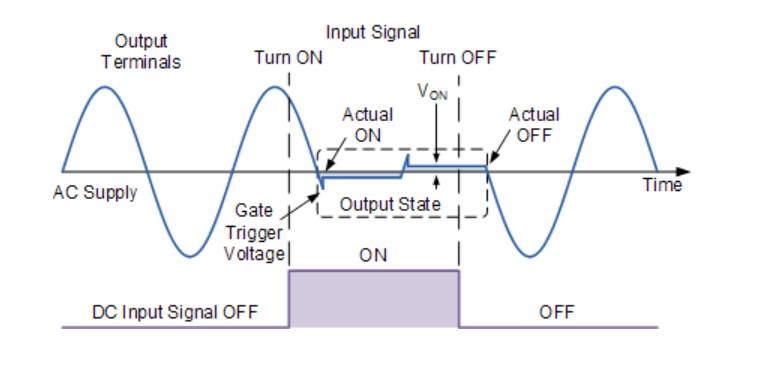 Input Signal
Output
Terminals
Turn ON
Turn OFF
VON
Actual
ON
Actual
OFF
AC Supply
Time
Gate
Trigger
Voltage
Output State
ON
DC Input Signal OFF
OFF